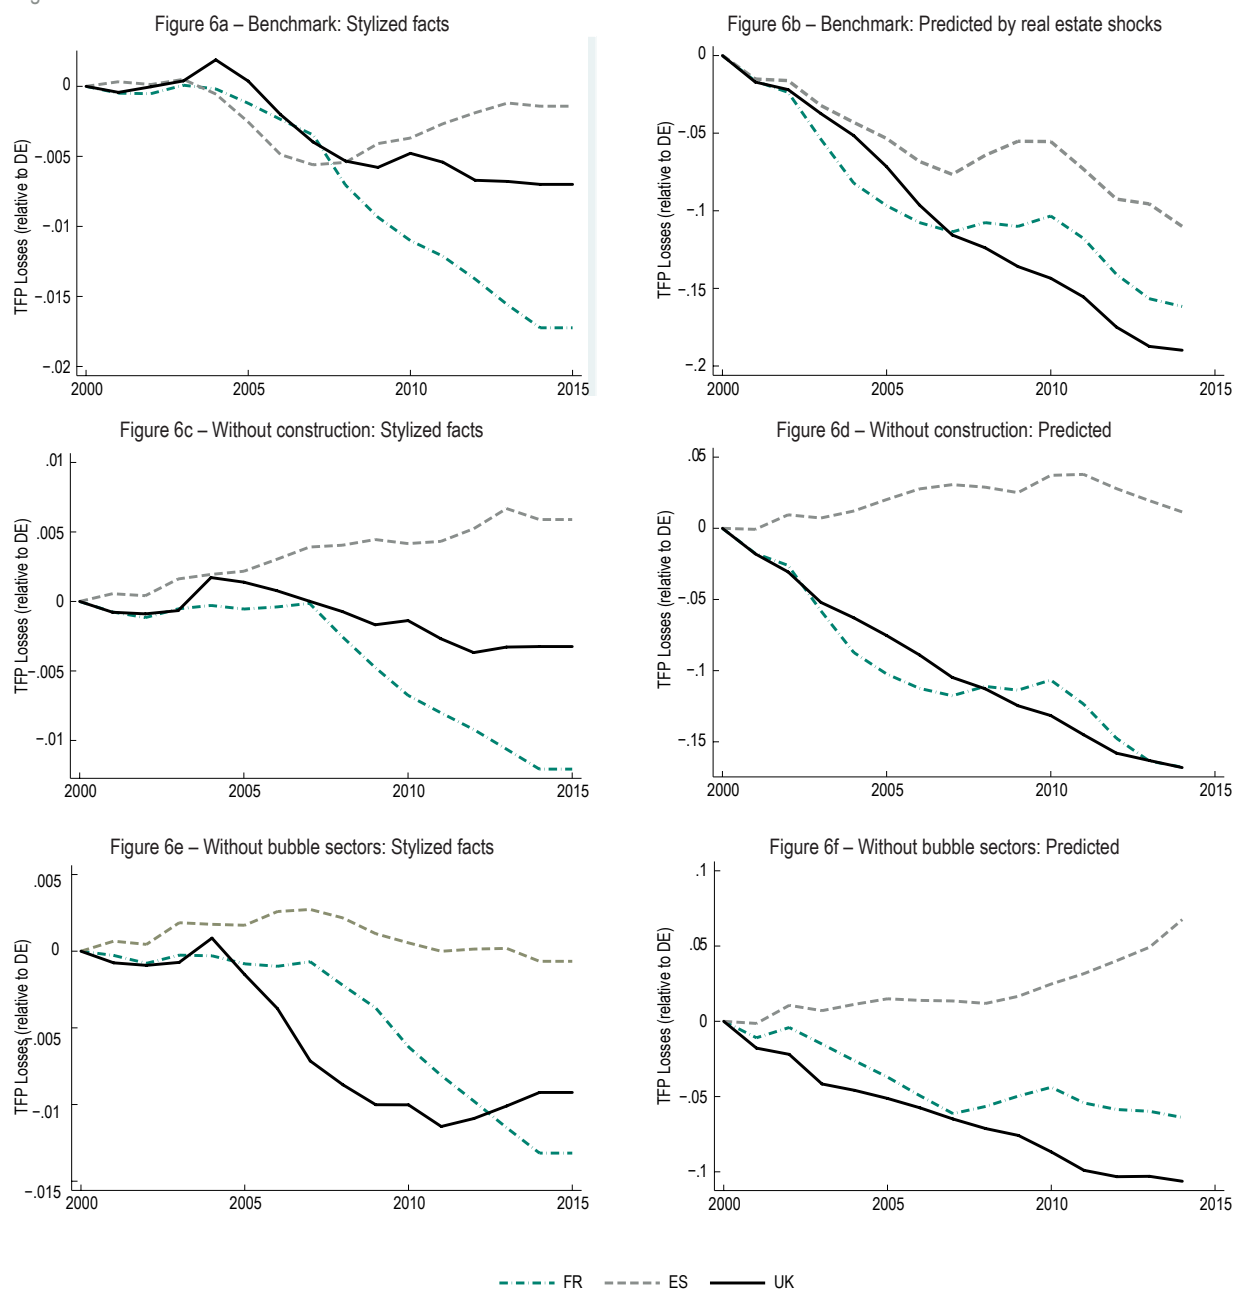 Figure 6a – Benchmark: Stylized facts
TFP Losses (relative to DE)
0
−.005
−.01
−.015
−.02
2000 2005 2010 2015
Figure 6b – Benchmark: Predicted by real estate shocks
TFP Losses (relative to DE)
0
−.05
−.1
−.15
−.2
2000 2005 2010 2015
Figure 6c – Without construction: Stylized facts
TFP Losses (relative to DE)
.01
.005
0
−.005
−.01
2000 2005 2010 2015
Figure 6d – Without construction: Predicted
TFP Losses (relative to DE)
.05
0
−.05
−.1
−.15
2000 2005 2010 2015
Figure 6e – Without bubble sectors: Stylized facts
TFP Losses (relative to DE)
.005
0
−.005
−.01
−.015
2000 2005 2010 2015
Figure 6f – Without bubble sectors: Predicted
TFP Losses (relative to DE)
.1
.05
0
−.05
−.1
2000 2005 2010 2015
FR ES UK